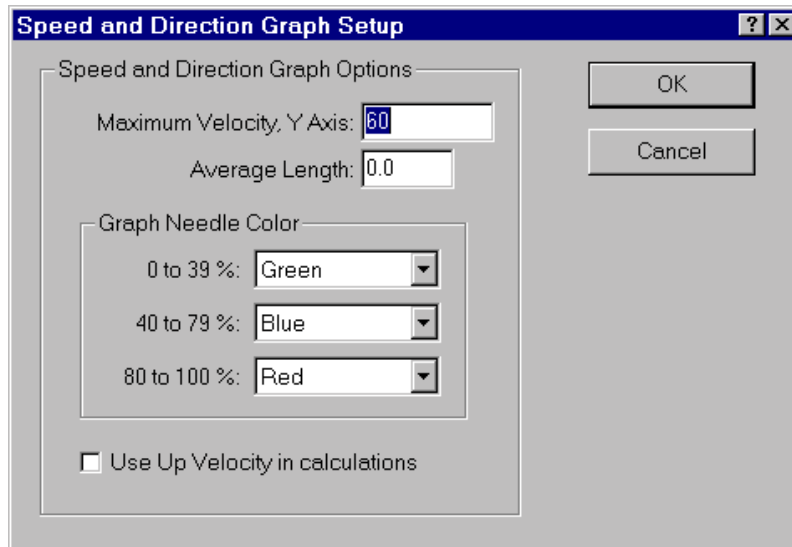 Speed and Direction Graph Setup
Speed and Direction Graph Options
Maximum Velocity, Y Axis: 60
Average Length: 0.0
Graph Needle Color
0 to 39 %: Green
40 to 79 %: Blue
80 to 100 %: Red
Use Up Velocity in calculations
OK
Cancel